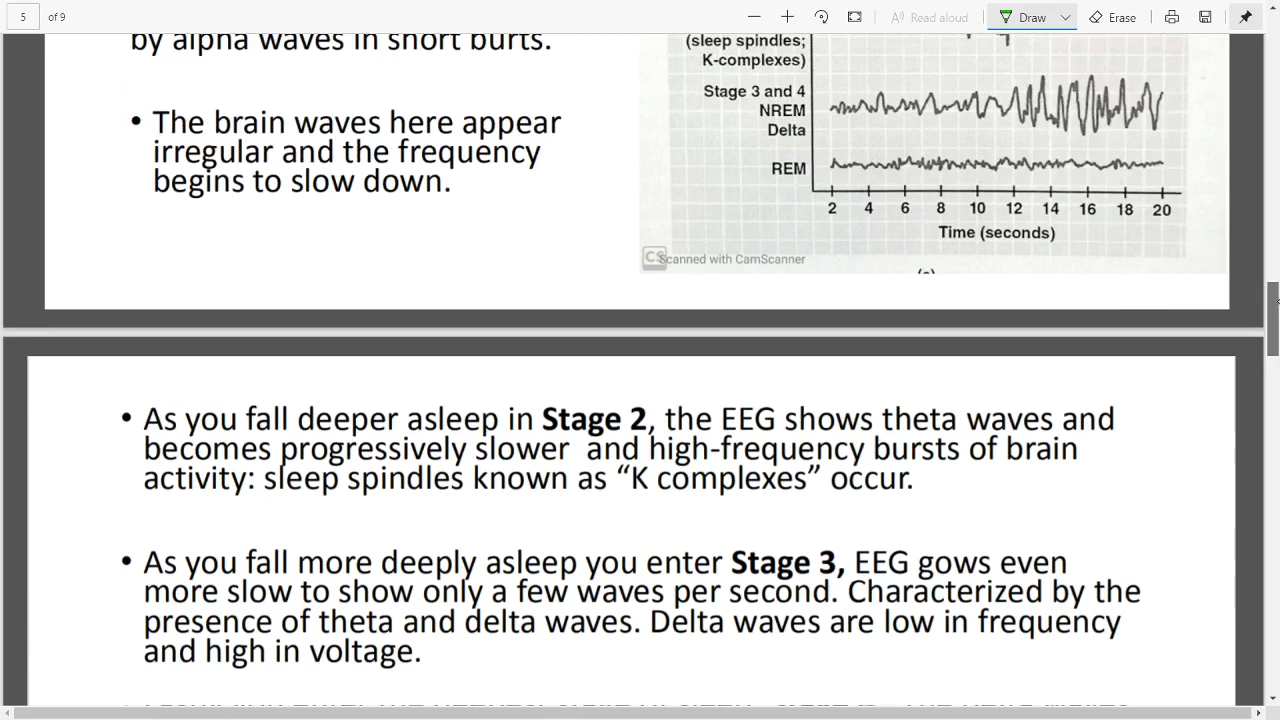 5 of 9
Read aloud Draw Erase
by alpha waves in short burts.
• The brain waves here appear
irregular and the frequency
begins to slow down.
(sleep spindles;
K-complexes)
Stage 3 and 4
NREM
Delta
REM
2 4 6 8 10 12 14 16 18 20
Time (seconds)
CS Scanned with CamScanner
• As you fall deeper asleep in Stage 2, the EEG shows theta waves and
becomes progressively slower and high-frequency bursts of brain
activity: sleep spindles known as “K complexes” occur.
• As you fall more deeply asleep you enter Stage 3, EEG gows even
more slow to show only a few waves per second. Characterized by the
presence of theta and delta waves. Delta waves are low in frequency
and high in voltage.